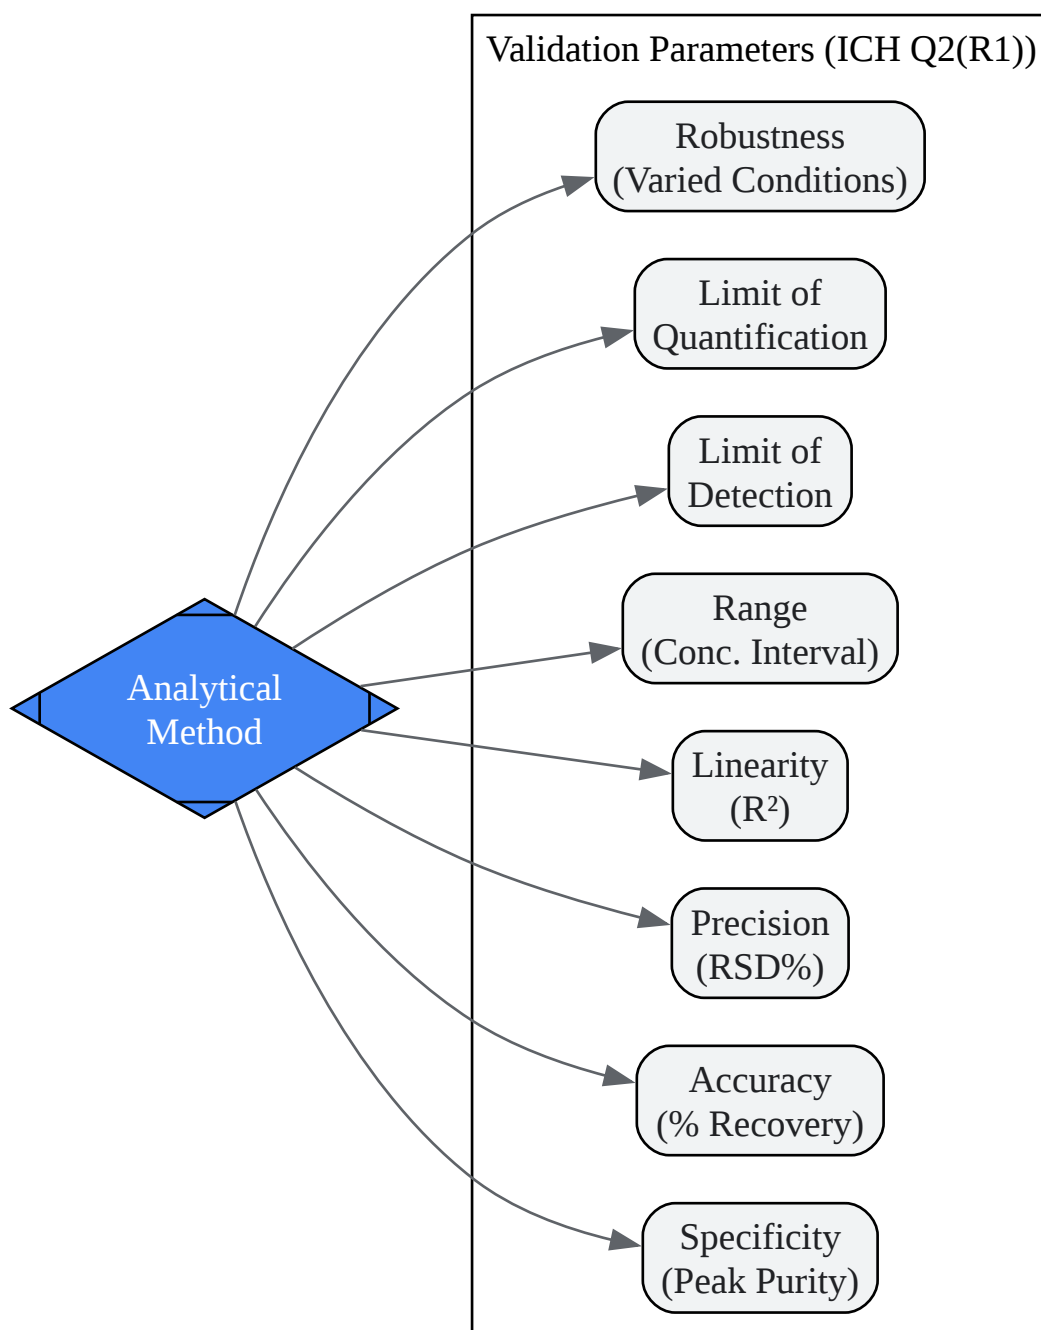 Validation Parameters (ICH Q2(R1))
Robustness
(Varied Conditions)
Limit of
Quantification
Limit of
Detection
Range
(Conc. Interval)
Analytical
Method
Linearity
(R²)
Precision
(RSD%)
Accuracy
(% Recovery)
Specificity
(Peak Purity)